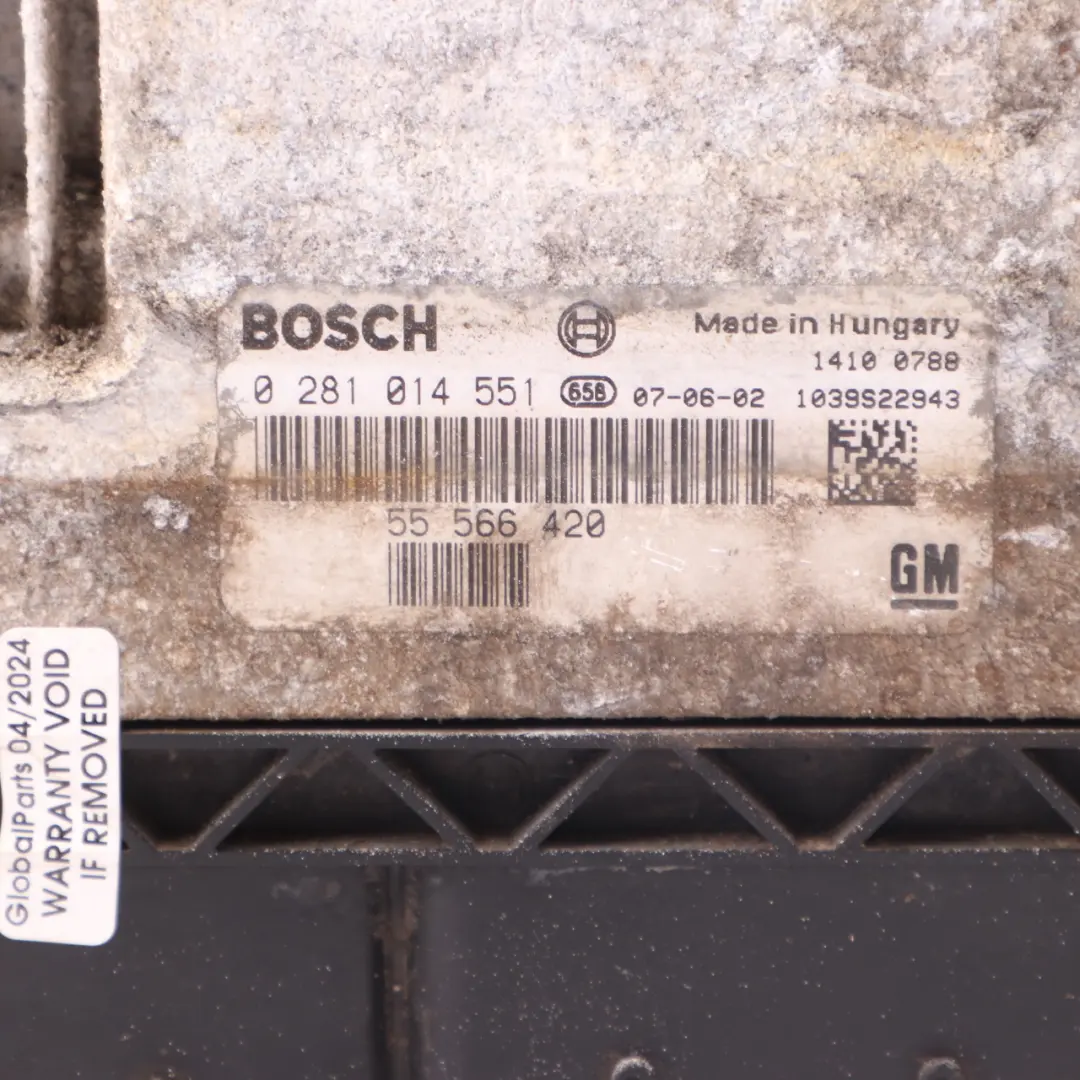 BOSCH
Made in Hungary
1410 0788
0 281 014 551 658 07-06-02 1039S22943
55 566 420
GM
GlobalParts 04/2024
WARRANTY VOID
IF REMOVED